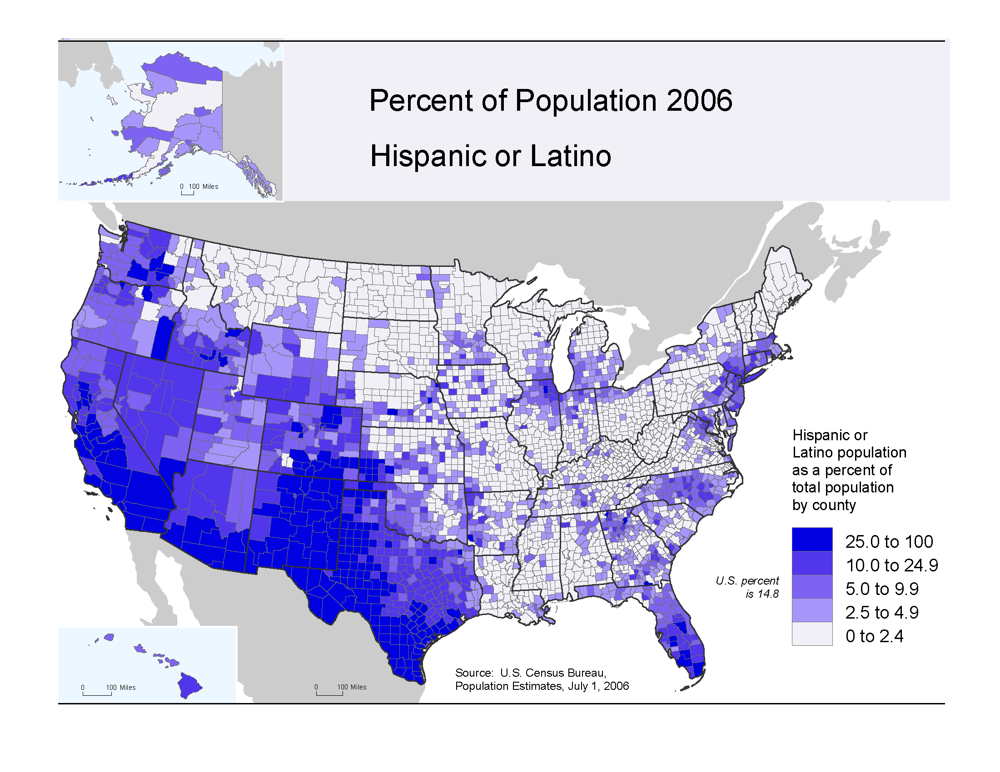 Percent of Population 2006
Hispanic or Latino
0 100 Miles
Hispanic or
Latino population
as a percent of
total population
by county
25.0 to 100
10.0 to 24.9
5.0 to 9.9
2.5 to 4.9
0 to 2.4
U.S. percent
is 14.8
Source: U.S. Census Bureau,
Population Estimates, July 1, 2006
0 100 Miles
0 100 Miles